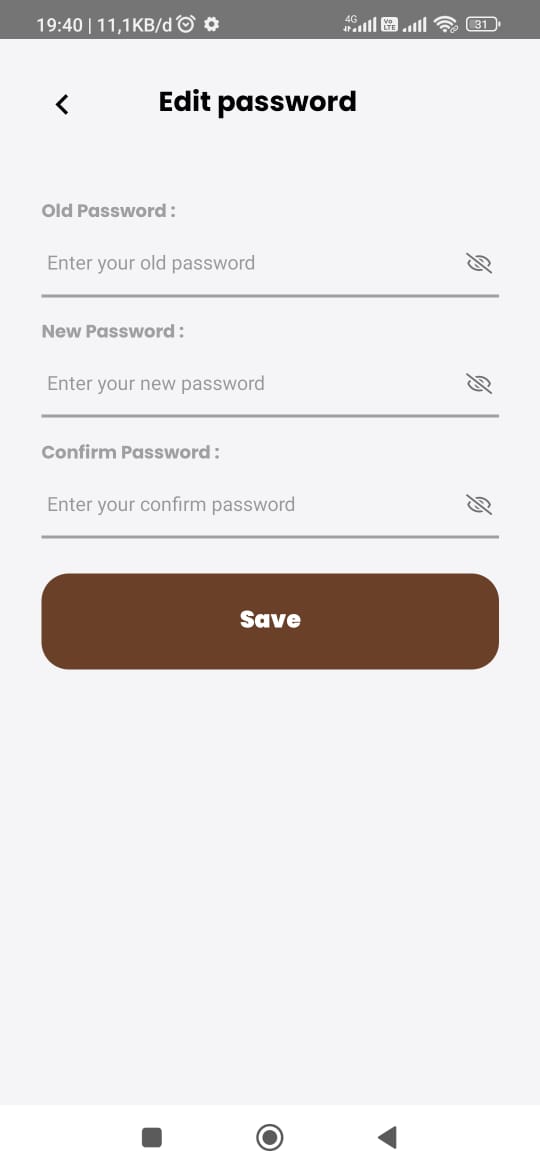 19:40 | 11,1KB/d 4G Vo LTE 31
Edit password
Old Password :
Enter your old password
New Password :
Enter your new password
Confirm Password :
Enter your confirm password
Save